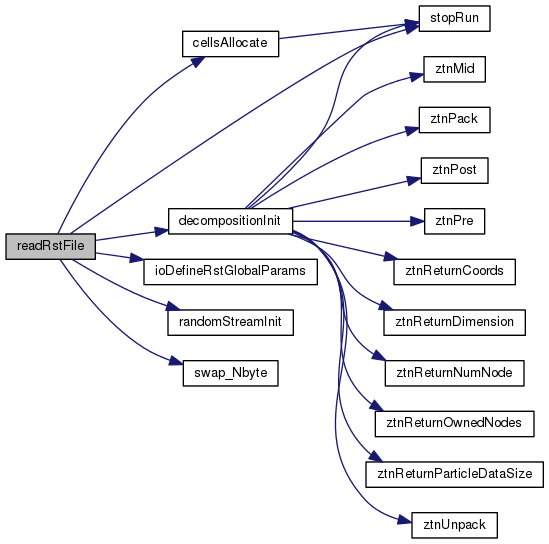 readRstFile
cellsAllocate
decompositionInit
ioDefineRstGlobalParams
randomStreamInit
swap_Nbyte
stopRun
ztnMid
ztnPack
ztnPost
ztnPre
ztnReturnCoords
ztnReturnDimension
ztnReturnNumNode
ztnReturnOwnedNodes
ztnReturnParticleDataSize
ztnUnpack